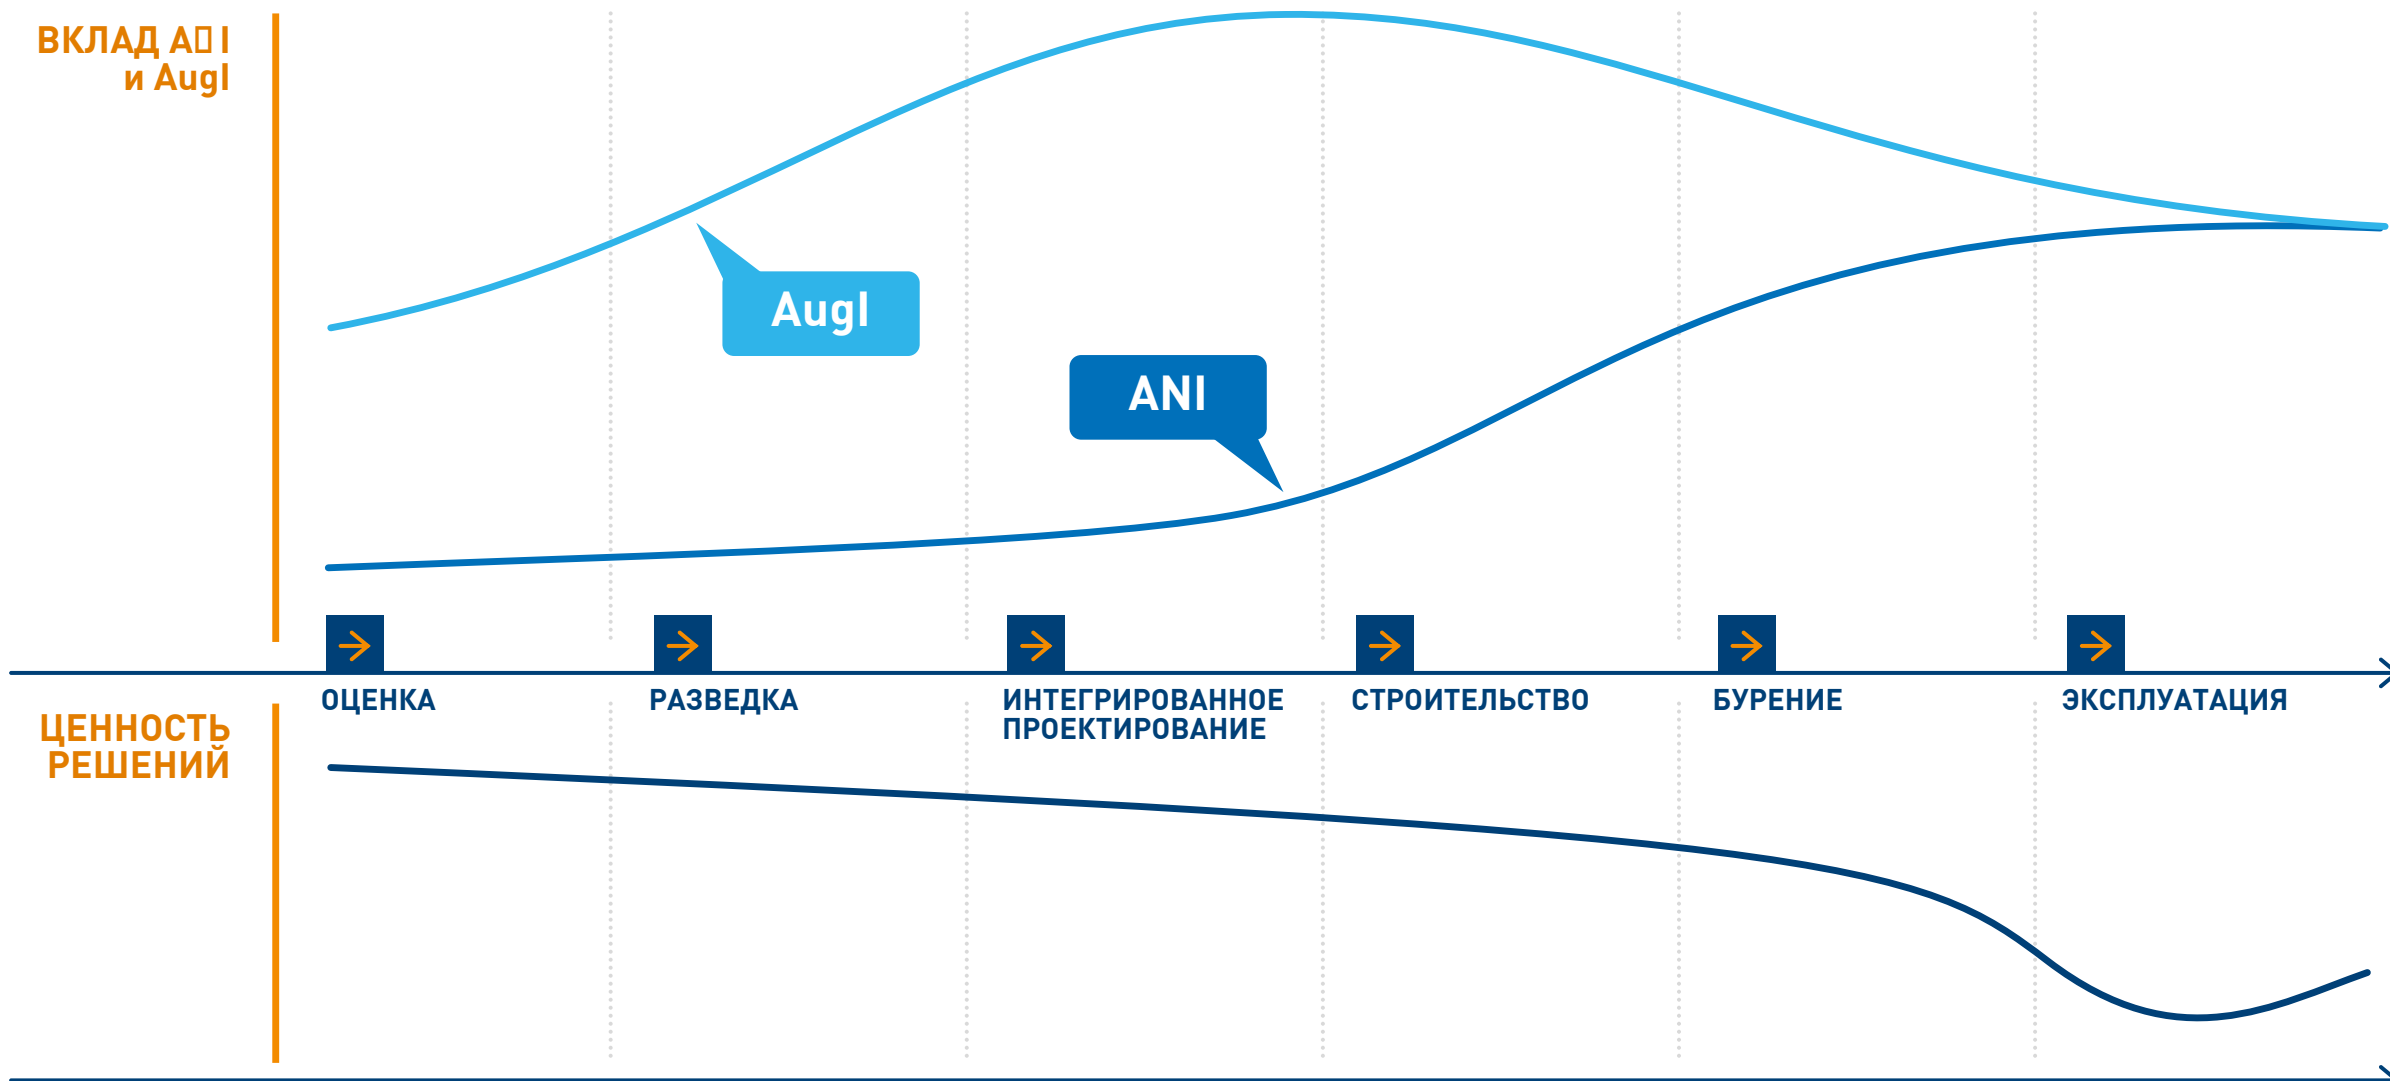 ВКЛАД A▯I
и AugI
AugI
ANI
ОЦЕНКА
РАЗВЕДКА
ИНТЕГРИРОВАННОЕ
ПРОЕКТИРОВАНИЕ
СТРОИТЕЛЬСТВО
БУРЕНИЕ
ЭКСПЛУАТАЦИЯ
ЦЕННОСТЬ
РЕШЕНИЙ